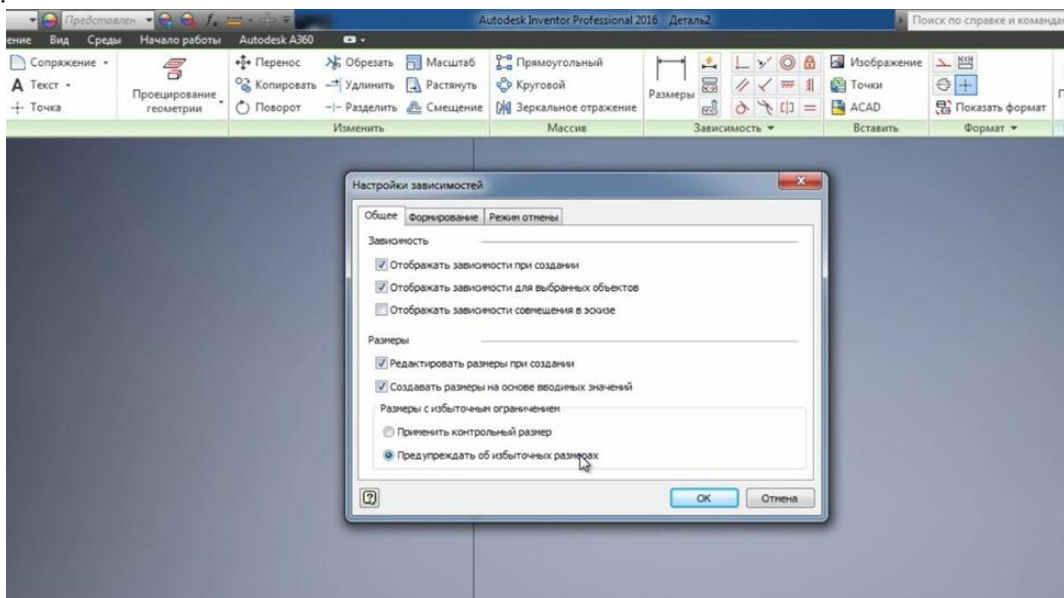 Представлен
Autodesk Inventor Professional 2016 Деталь2
Поиск по справке и командам
ение Вид Среды Начало работы Autodesk A360
Сопряжение Перенос Обрезать Масштаб Прямоугольный Изображение
A Текст Копировать Удлинить Растянуть Круговой Точки
Точка Проецирование геометрии Поворот Разделить Смещение Зеркальное отражение Размеры ACAD Показать формат
Изменить Массив Зависимость Вставить Формат
Настройки зависимостей
Общее Формирование Режим отмены
Зависимость
Отображать зависимости при создании
Отображать зависимости для выбранных объектов
Отображать зависимости совмещения в эскизе
Размеры
Редактировать размеры при создании
Создавать размеры на основе вводимых значений
Размеры с избыточным ограничением
Применить контрольный размер
Предупреждать об избыточных размерах
OK Отмена